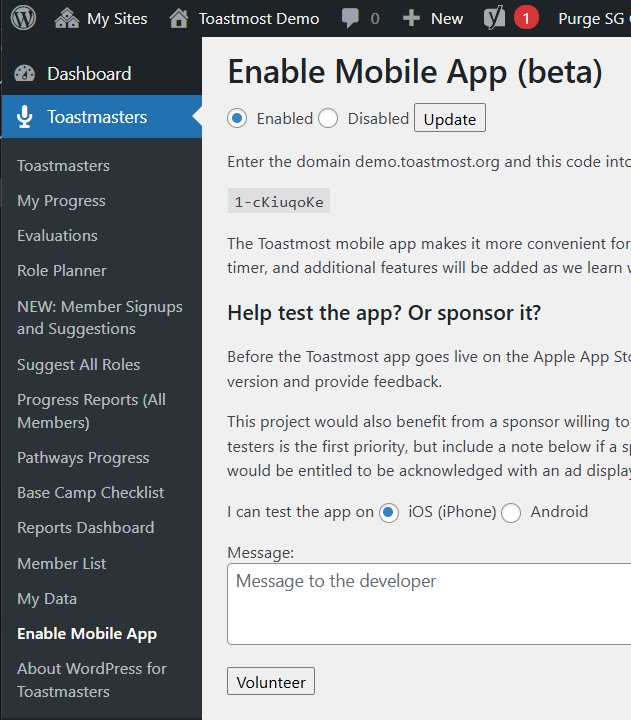 My Sites Toastmost Demo 0 New 1 Purge SG
Dashboard
Toastmasters
Toastmasters
My Progress
Evaluations
Role Planner
NEW: Member Signups
and Suggestions
Suggest All Roles
Progress Reports (All
Members)
Pathways Progress
Base Camp Checklist
Reports Dashboard
Member List
My Data
Enable Mobile App
About WordPress for
Toastmasters
Enable Mobile App (beta)
Enabled Disabled Update
Enter the domain demo.toastmost.org and this code into
1-cKiuqoKe
The Toastmost mobile app makes it more convenient for
timer, and additional features will be added as we learn
Help test the app? Or sponsor it?
Before the Toastmost app goes live on the Apple App
version and provide feedback.
This project would also benefit from a sponsor willing to
testers is the first priority, but include a note below if a
would be entitled to be acknowledged with an ad
I can test the app on iOS (iPhone) Android
Message:
Message to the developer
Volunteer